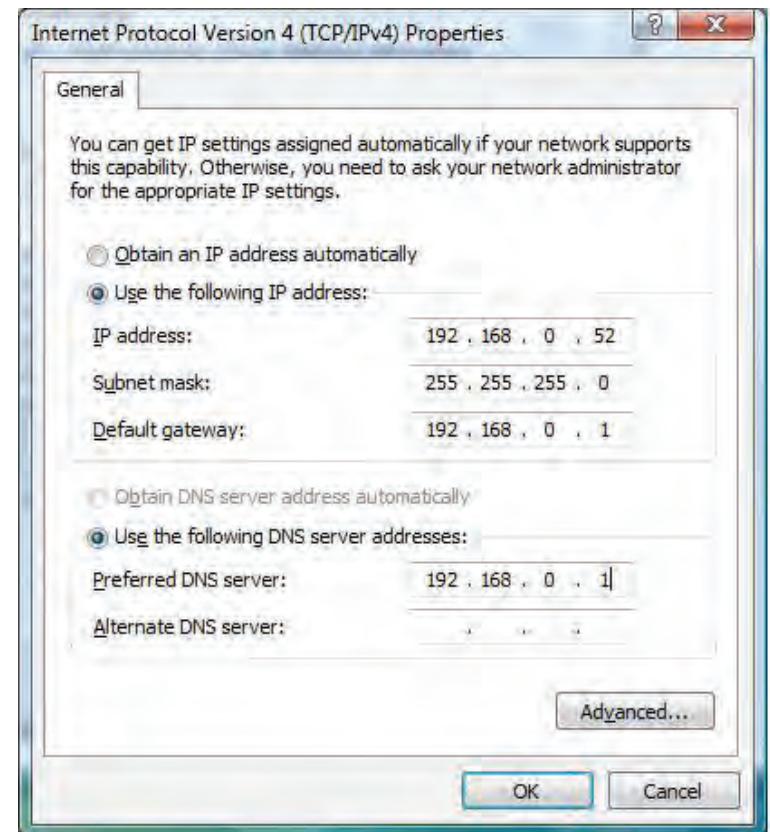 Internet Protocol Version 4 (TCP/IPv4) Properties
General
You can get IP settings assigned automatically if your network supports
this capability. Otherwise, you need to ask your network administrator
for the appropriate IP settings.
Obtain an IP address automatically
Use the following IP address:
IP address: 192 . 168 . 0 . 52
Subnet mask: 255 . 255 . 255 . 0
Default gateway: 192 . 168 . 0 . 1
Obtain DNS server address automatically
Use the following DNS server addresses:
Preferred DNS server: 192 . 168 . 0 . 1
Alternate DNS server: . . .
Advanced...
OK Cancel